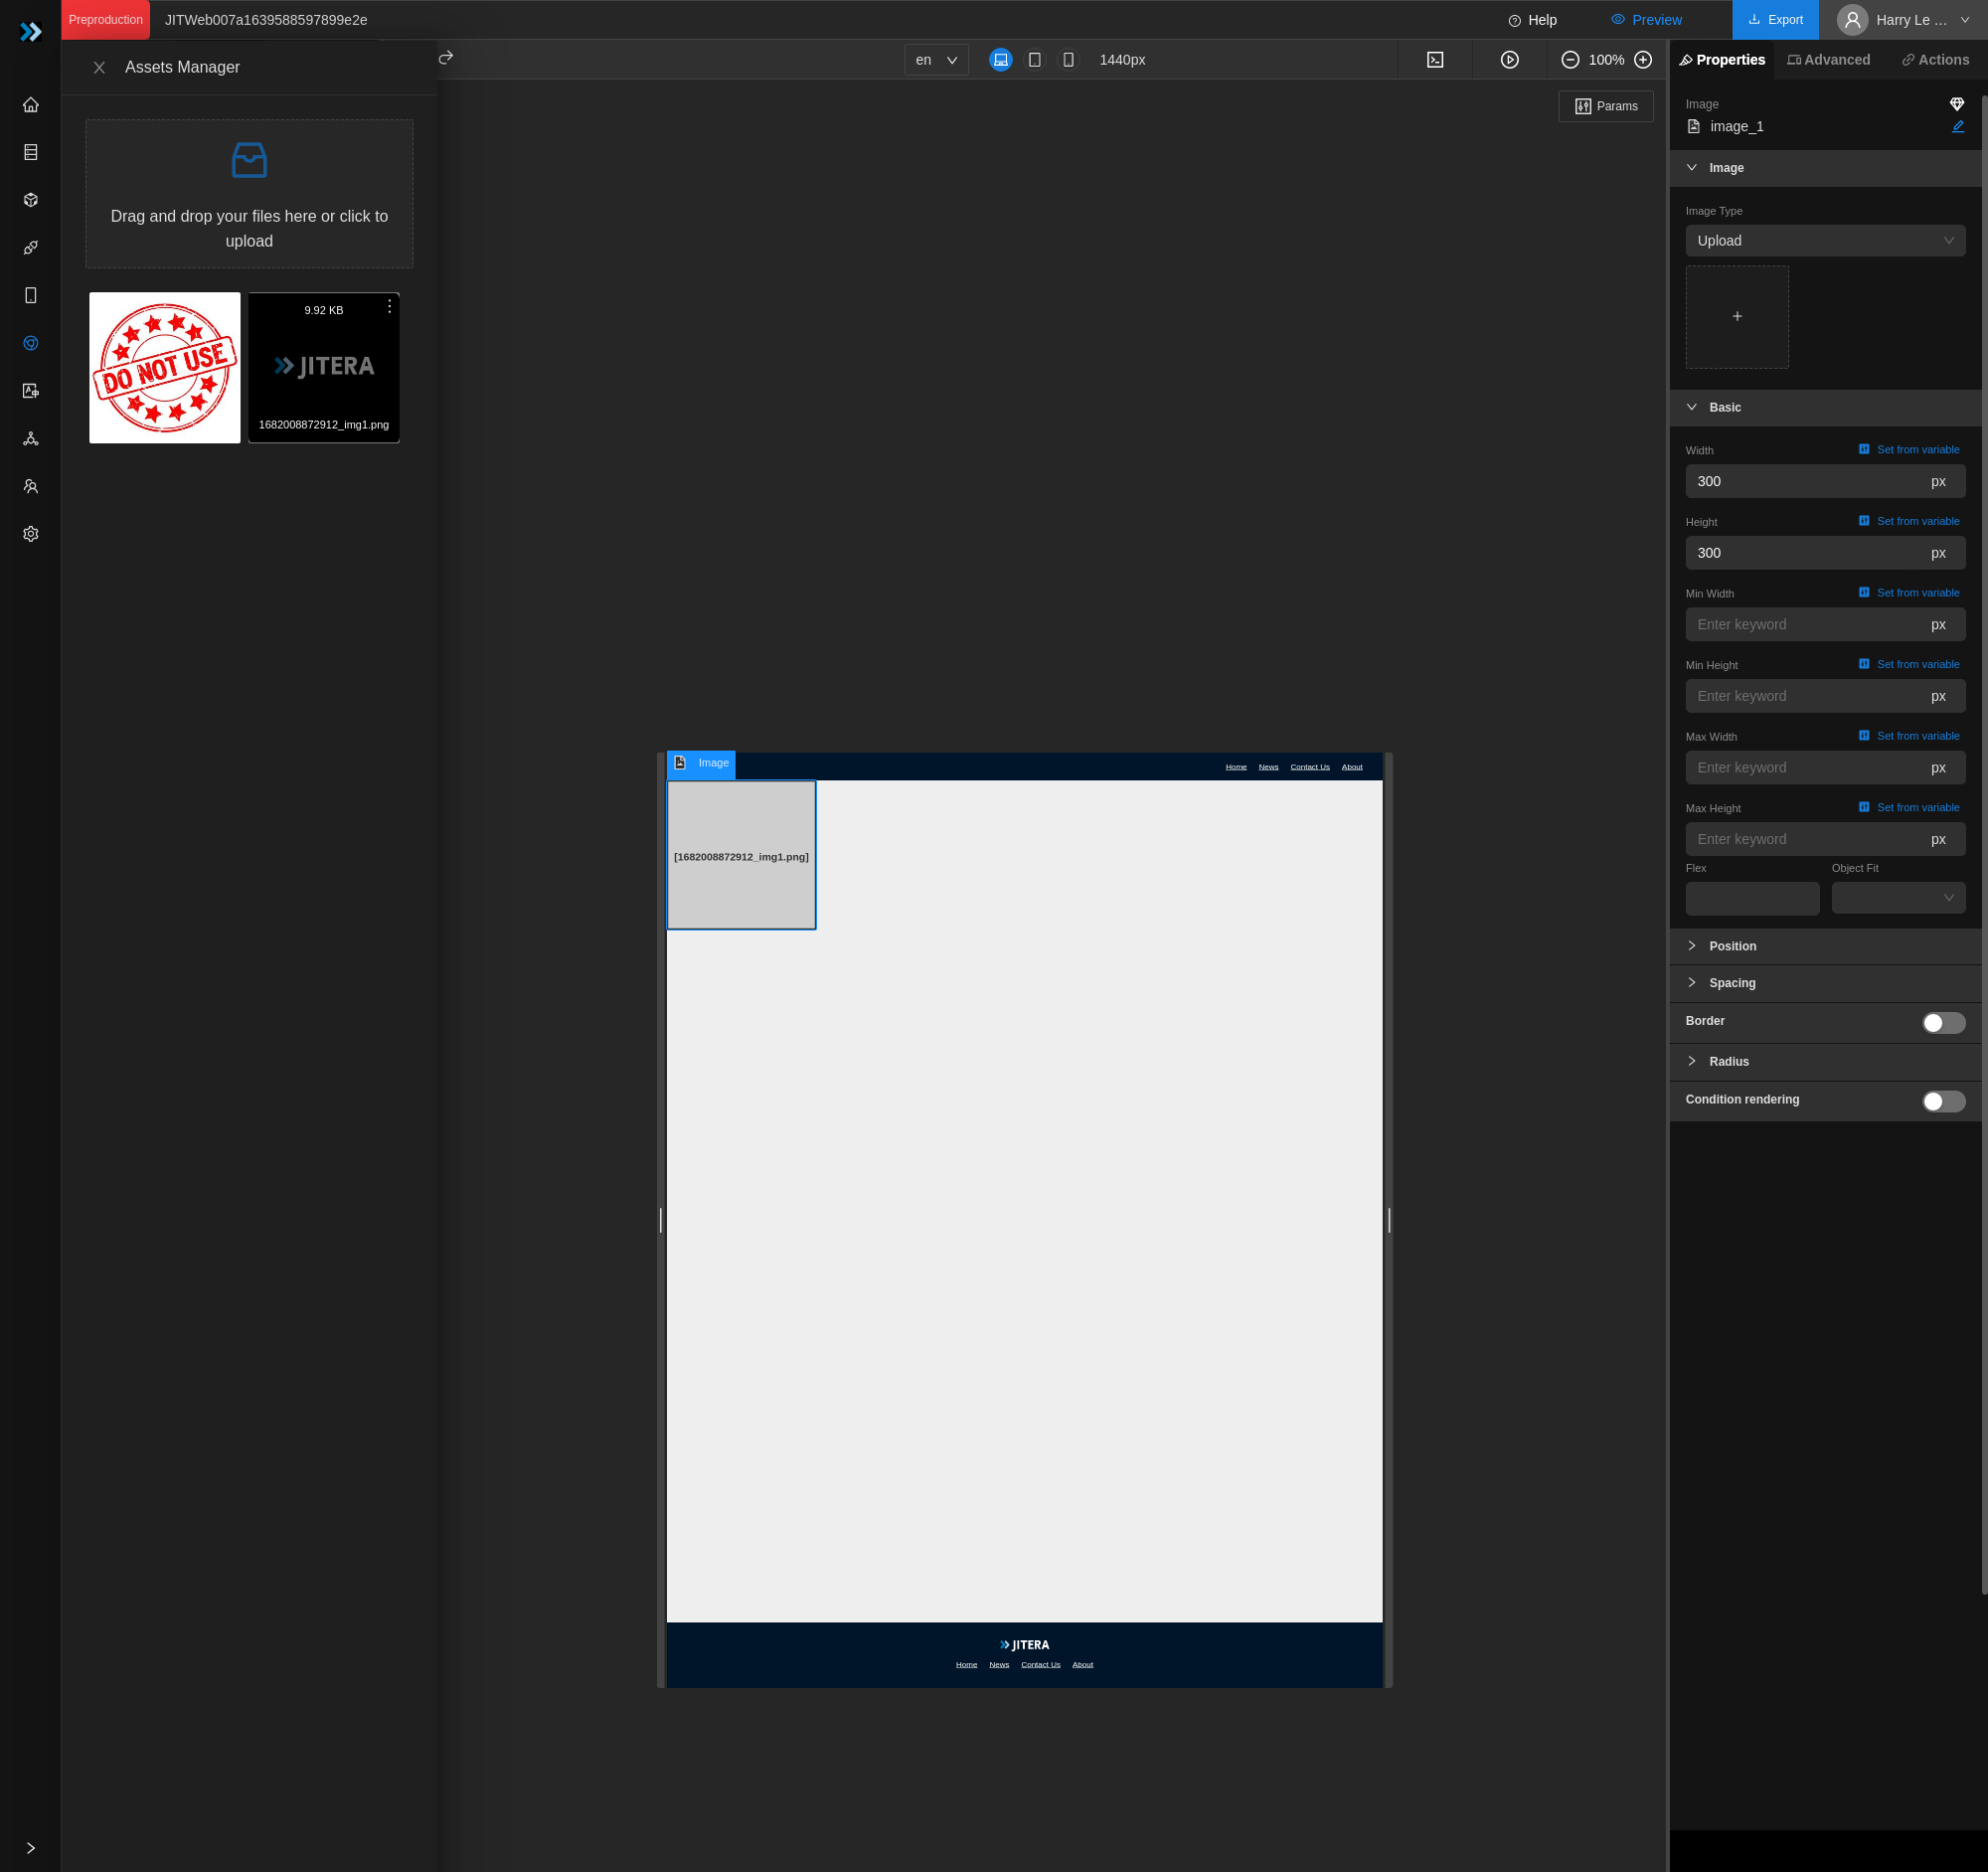 Preproduction
JITWeb007a1639588597899e2e
Help
Preview
Export
Harry Le ...
Assets Manager
en
1440px
100%
Properties
Advanced
Actions
Params
Drag and drop your files here or click to
upload
DO NOT USE
9.92 KB
JITERA
1682008872912_img1.png
Image
image_1
Image
Image Type
Upload
Basic
Width
Set from variable
300
px
Height
Set from variable
300
px
Min Width
Set from variable
Enter keyword
px
Min Height
Set from variable
Enter keyword
px
Max Width
Set from variable
Enter keyword
px
Max Height
Set from variable
Enter keyword
px
Flex
Object Fit
Position
Spacing
Border
Radius
Condition rendering
Image
Home
News
Contact Us
About
[1682008872912_img1.png]
JITERA
Home
News
Contact Us
About